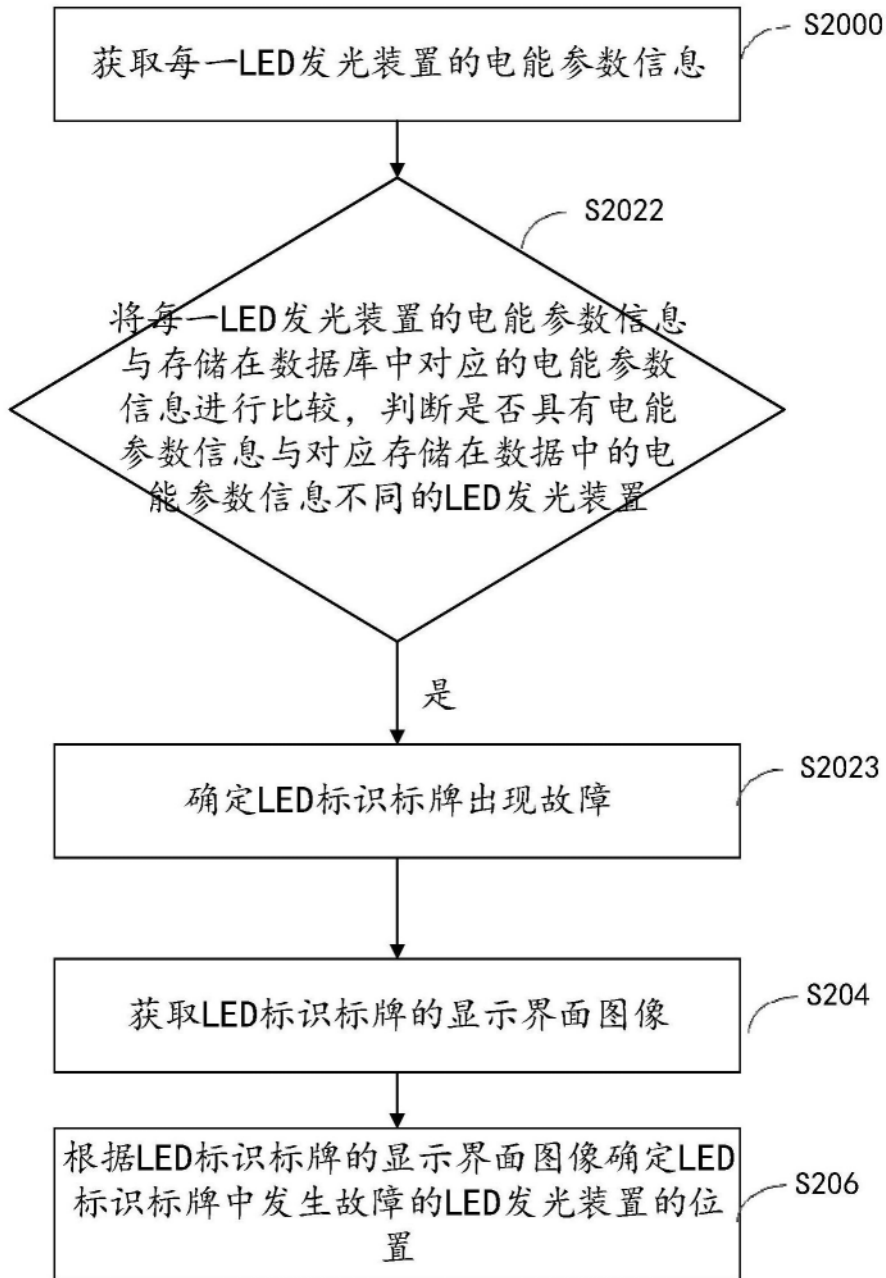 获取每一LED发光装置的电能参数信息
S2000
S2022
将每一LED发光装置的电能参数信息
与存储在数据库中对应的电能参数
信息进行比较，判断是否具有电能
参数信息与对应存储在数据中的电
能参数信息不同的LED发光装置
是
确定LED标识标牌出现故障
S2023
获取LED标识标牌的显示界面图像
S204
根据LED标识标牌的显示界面图像确定LED
标识标牌中发生故障的LED发光装置的位
置
S206